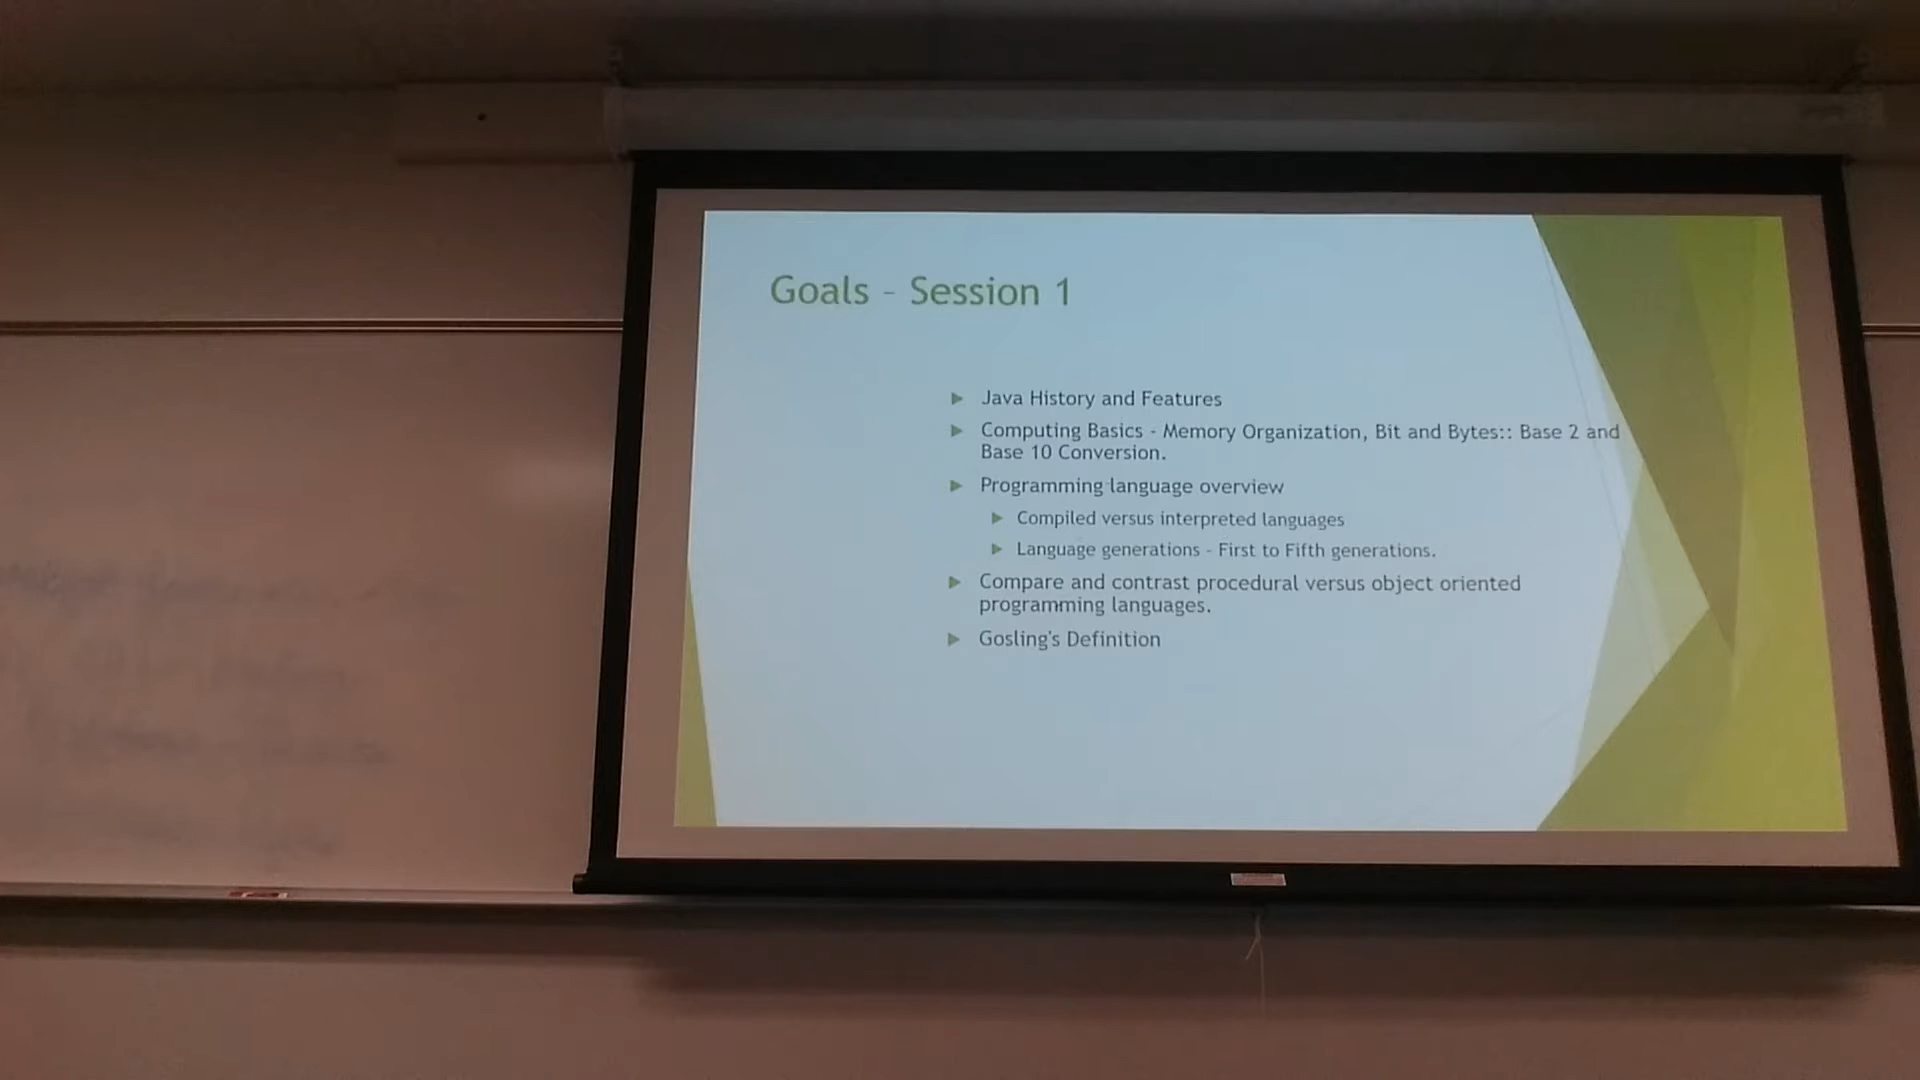 Goals - Session 1
Java History and Features
Computing Basics - Memory Organization, Bit and Bytes:: Base 2 and
Base 10 Conversion.
Programming language overview
Compiled versus interpreted languages
Language generations - First to Fifth generations.
Compare and contrast procedural versus object oriented
programming languages.
Gosling's Definition